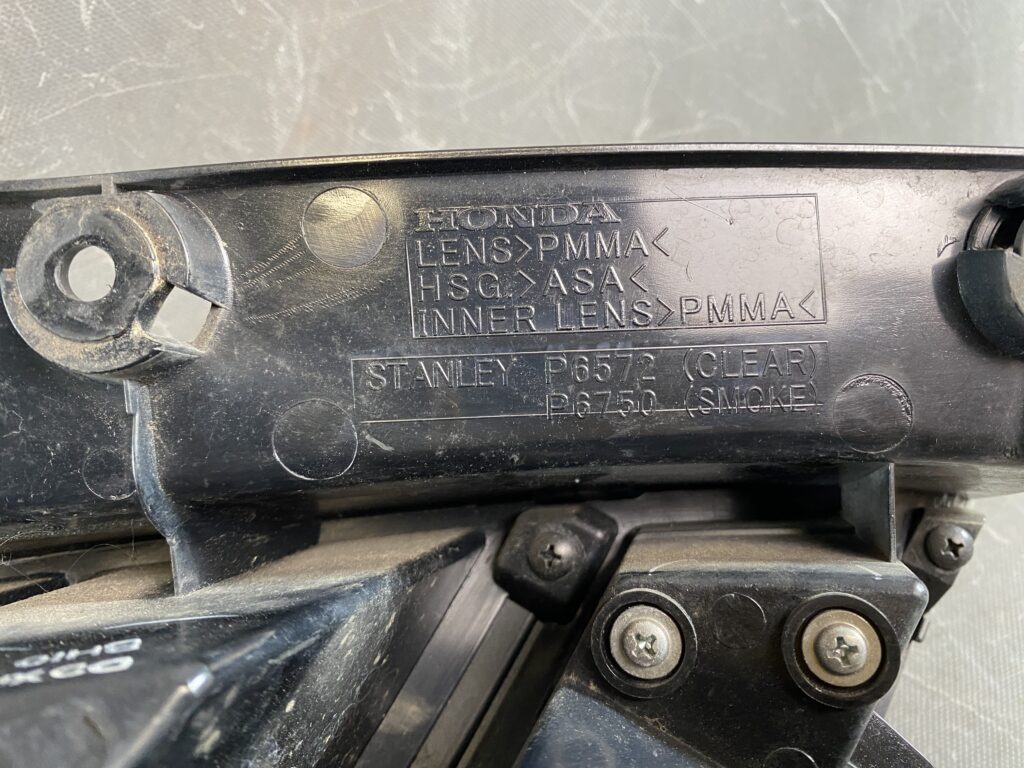 HONDA
LENS>PMMA<
HSG.>ASA<
INNER LENS>PMMA<
STANLEY P6572 (CLEAR)
P6750 (SMOKE)